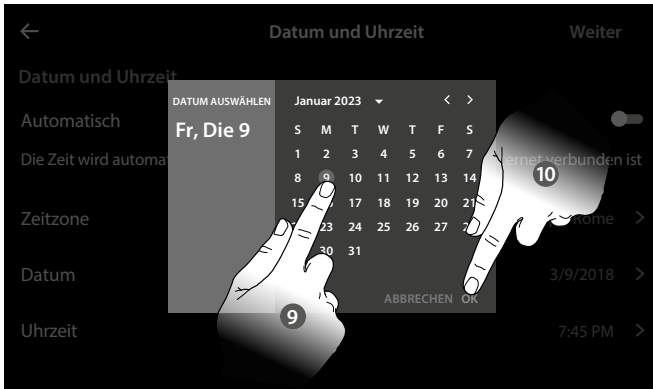 Datum und Uhrzeit Weiter
Datum und Uhrzeit
DATUM AUSWÄHLEN Januar 2023
Automatisch
Fr, Die 9
S M T W T F S
1 2 3 4 5 6 7
Die Zeit wird automa ternet verbunden ist
8 9 10 11 12 13 14
10
15 17 18 19 20 21
Zeitzone Rome
23 24 25 26 27
30 31
Datum 3/9/2018
ABBRECHEN OK
9
Uhrzeit 7:45 PM